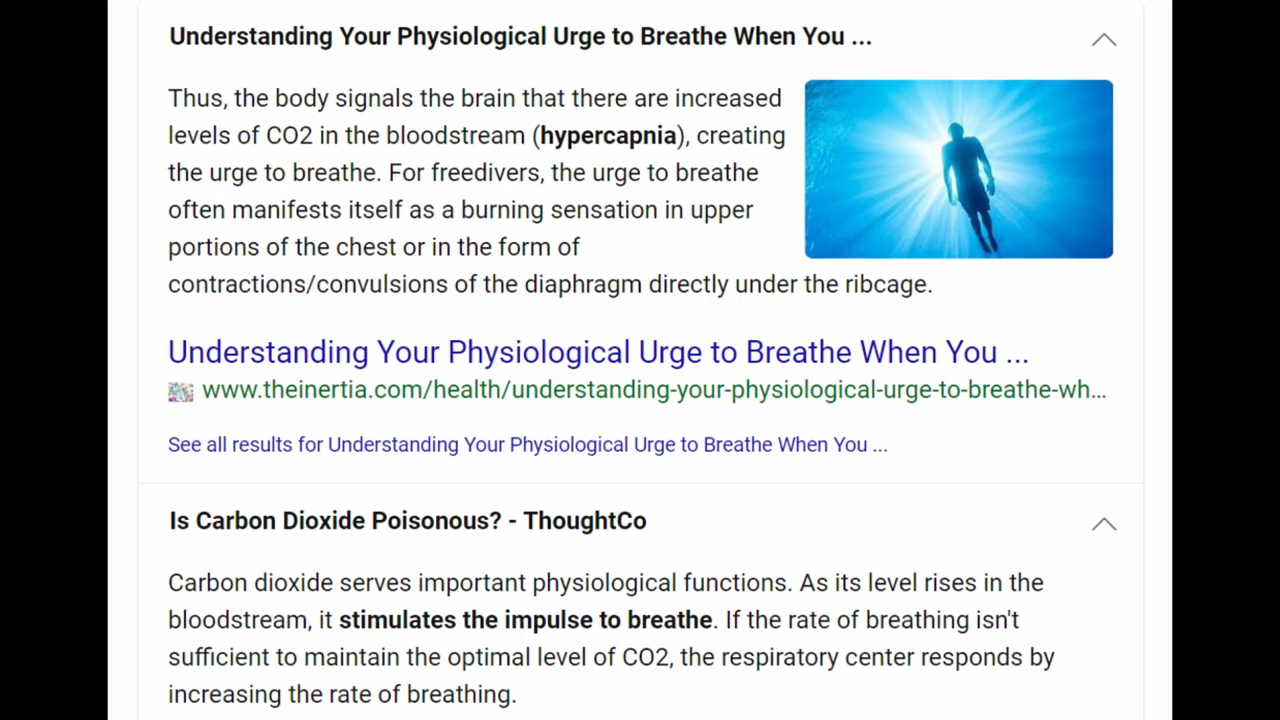 Understanding Your Physiological Urge to Breathe When You ...
Thus, the body signals the brain that there are increased
levels of CO2 in the bloodstream (hypercapnia), creating
the urge to breathe. For freedivers, the urge to breathe
often manifests itself as a burning sensation in upper
portions of the chest or in the form of
contractions/convulsions of the diaphragm directly under the ribcage.
Understanding Your Physiological Urge to Breathe When You ...
www.theinertia.com/health/understanding-your-physiological-urge-to-breathe-wh...
See all results for Understanding Your Physiological Urge to Breathe When You ...
Is Carbon Dioxide Poisonous? - ThoughtCo
Carbon dioxide serves important physiological functions. As its level rises in the
bloodstream, it stimulates the impulse to breathe. If the rate of breathing isn't
sufficient to maintain the optimal level of CO2, the respiratory center responds by
increasing the rate of breathing.